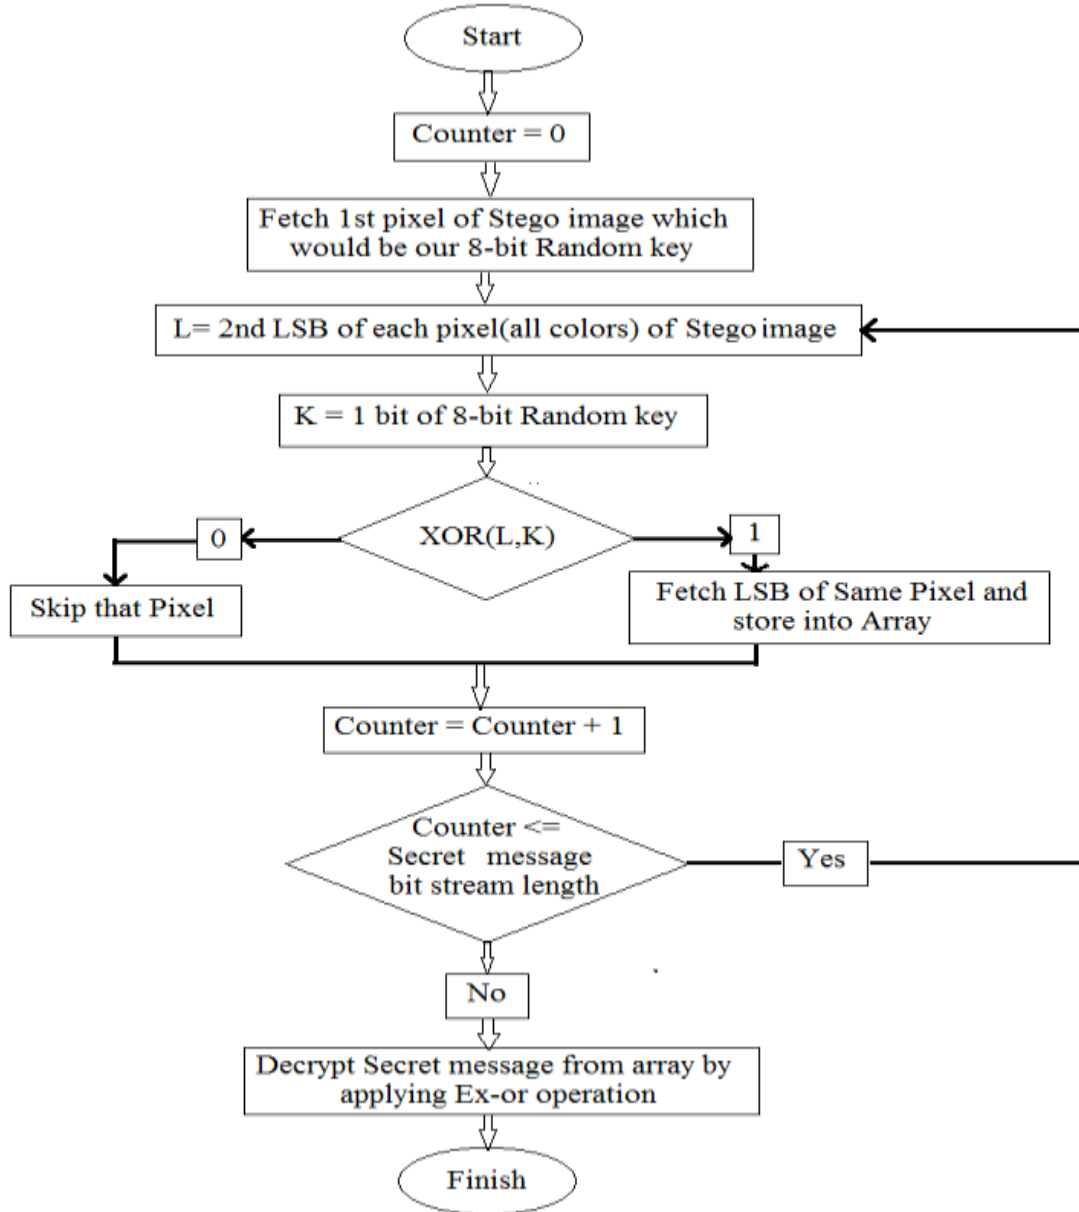 Start
Counter = 0
Fetch 1st pixel of Stego image which
would be our 8-bit Random key
L= 2nd LSB of each pixel(all colors) of Stego image
K = 1 bit of 8-bit Random key
XOR(L,K)
0
1
Skip that Pixel
Fetch LSB of Same Pixel and
store into Array
Counter = Counter + 1
Counter <=
Secret message
bit stream length
Yes
No
Decrypt Secret message from array by
applying Ex-or operation
Finish